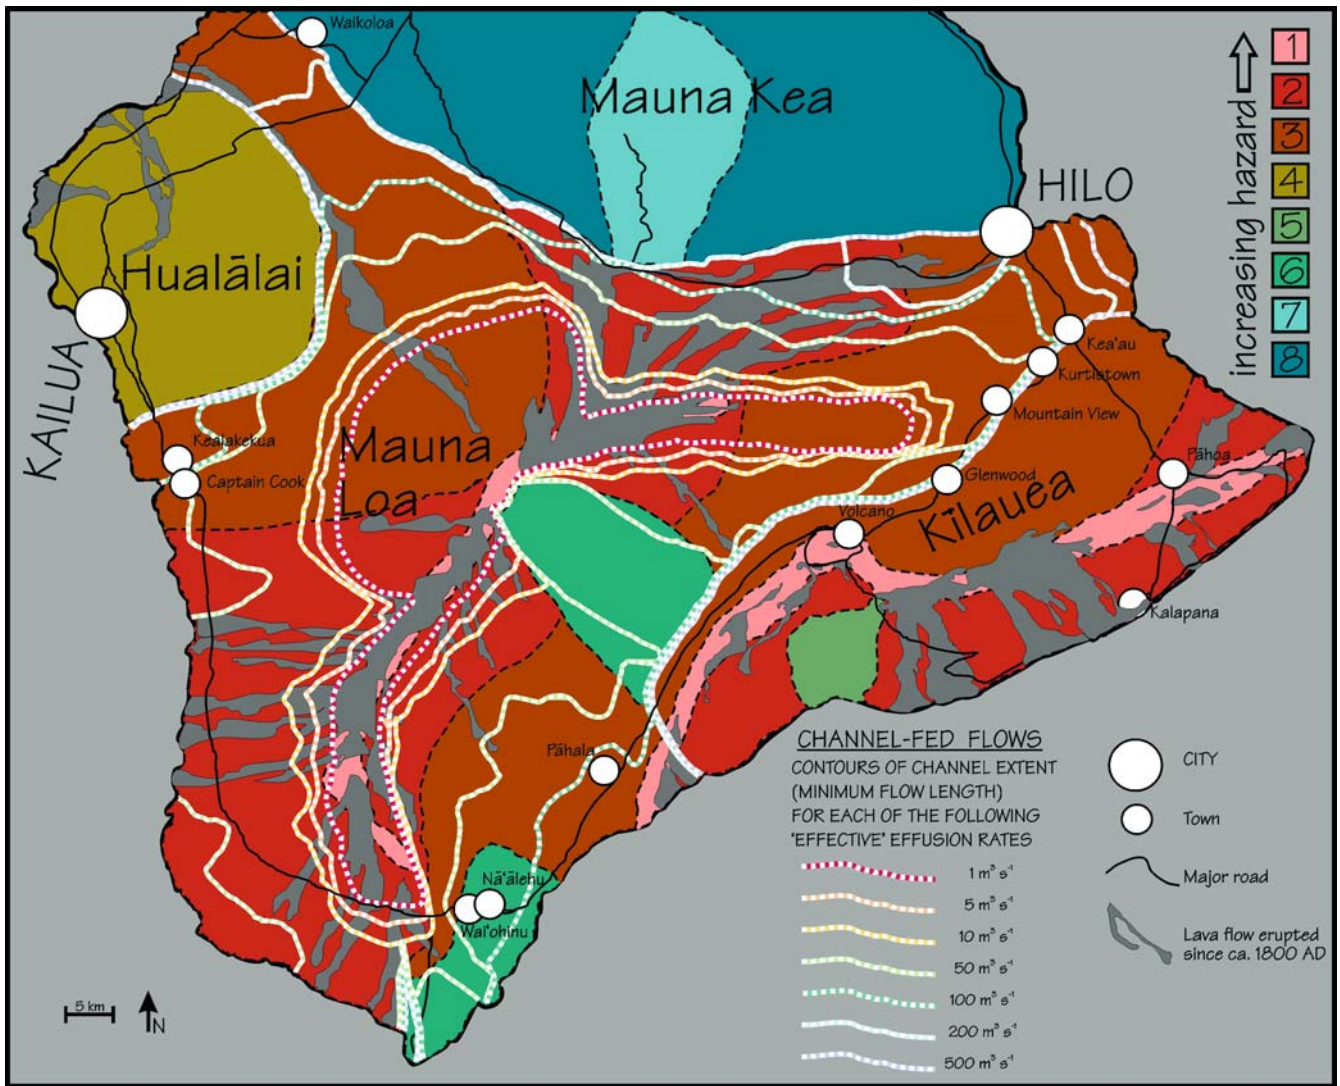 Waikoloa
Mauna Kea
HILO
Hualālai
KAILUA
Kea'au
Kurtistown
Mountain View
Mauna
Loa
Kealakekua
Captain Cook
Glenwood
Pāhoa
Volcano
Kīlauea
Kalapana
Pāhala
Nā'ālehu
Wai'ohinu
5 km
N
increasing hazard
1
2
3
4
5
6
7
8
CHANNEL-FED FLOWS
CONTOURS OF CHANNEL EXTENT
(MINIMUM FLOW LENGTH)
FOR EACH OF THE FOLLOWING
'EFFECTIVE' EFFUSION RATES
1 m³ s⁻¹
5 m³ s⁻¹
10 m³ s⁻¹
50 m³ s⁻¹
100 m³ s⁻¹
200 m³ s⁻¹
500 m³ s⁻¹
CITY
Town
Major road
Lava flow erupted
since ca. 1800 AD